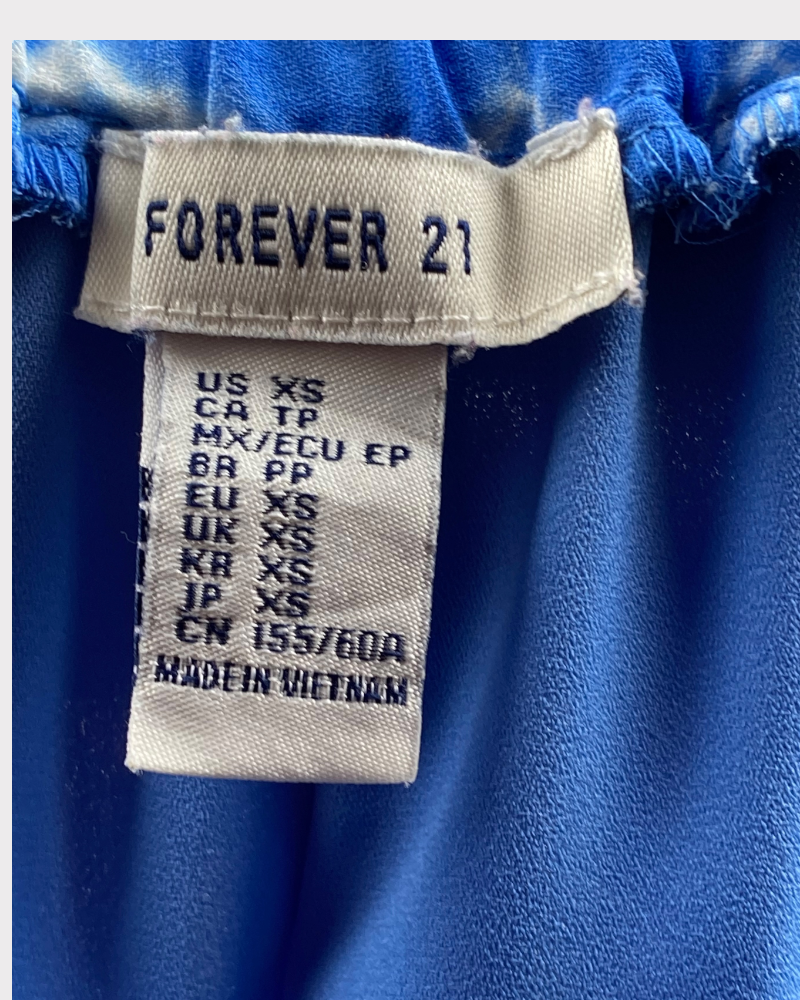 FOREVER 21
US XS
CA TP
MX/ECU EP
BR PP
EU XS
UK XS
KR XS
JP XS
CN 155/60A
MADE IN VIETNAM